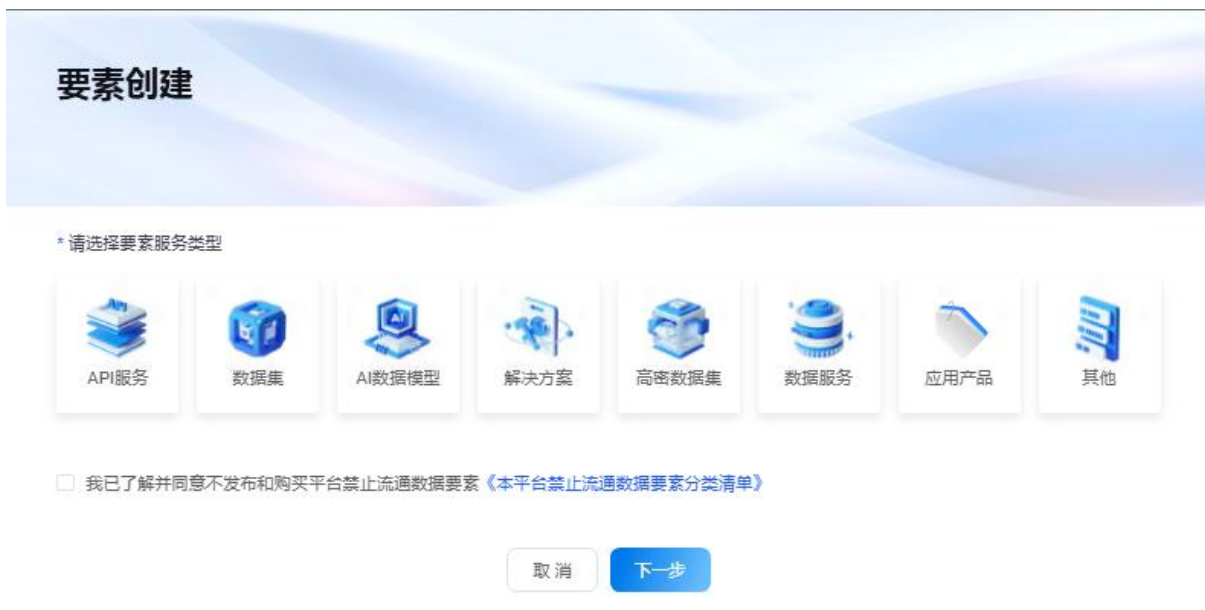 要素创建
* 请选择要素服务类型
API
AI
API服务 数据集 AI数据模型 解决方案 高密数据集 数据服务 应用产品 其他
我已了解并同意不发布和购买平台禁止流通数据要素《本平台禁止流通数据要素分类清单》
取消 下一步